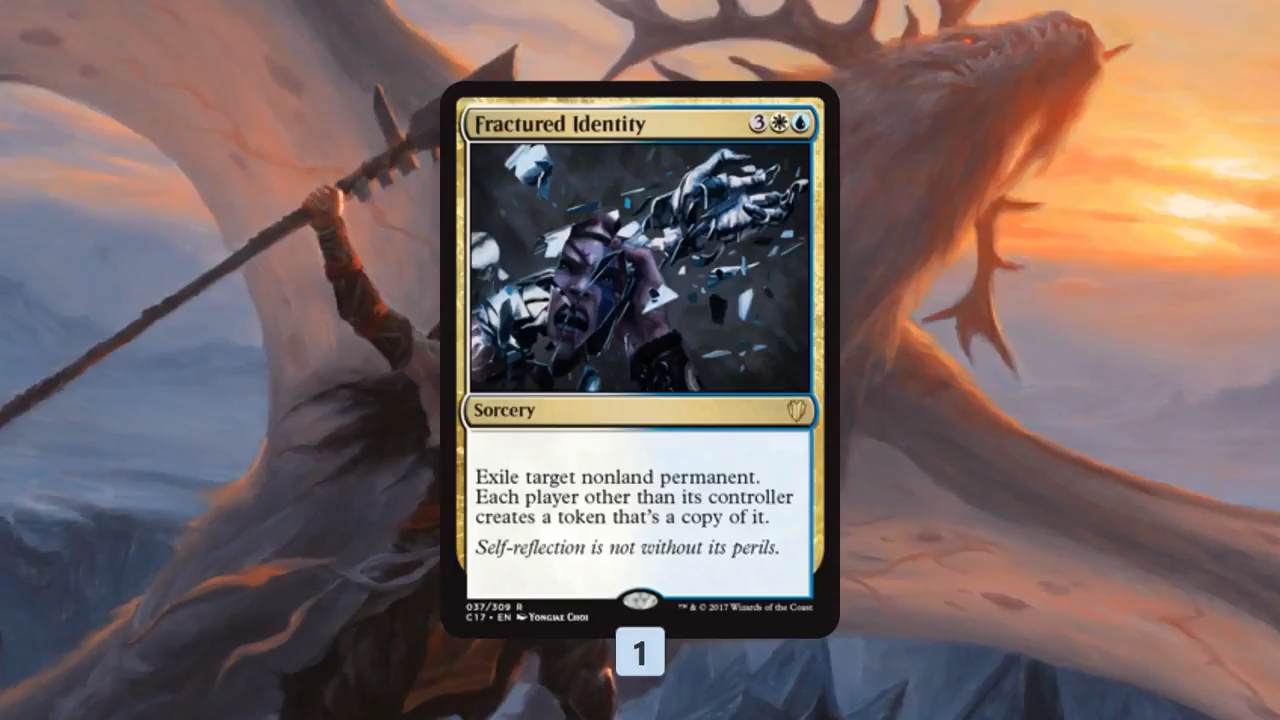 Fractured Identity 3
Sorcery
Exile target nonland permanent.
Each player other than its controller
creates a token that's a copy of it.
Self-reflection is not without its perils.
037/309 R
C17 • EN Yongjae Choi
™ & © 2017 Wizards of the Coast
1